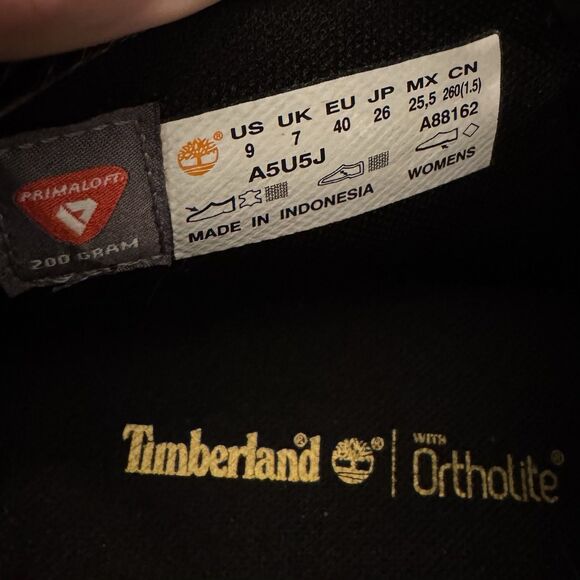 PRIMALOFT®
200 GRAM
® US UK EU JP MX CN
9 7 40 26 25,5 260(1.5)
A5U5J A88162
MADE IN INDONESIA WOMENS
Timberland® ® | WITH Ortholite®